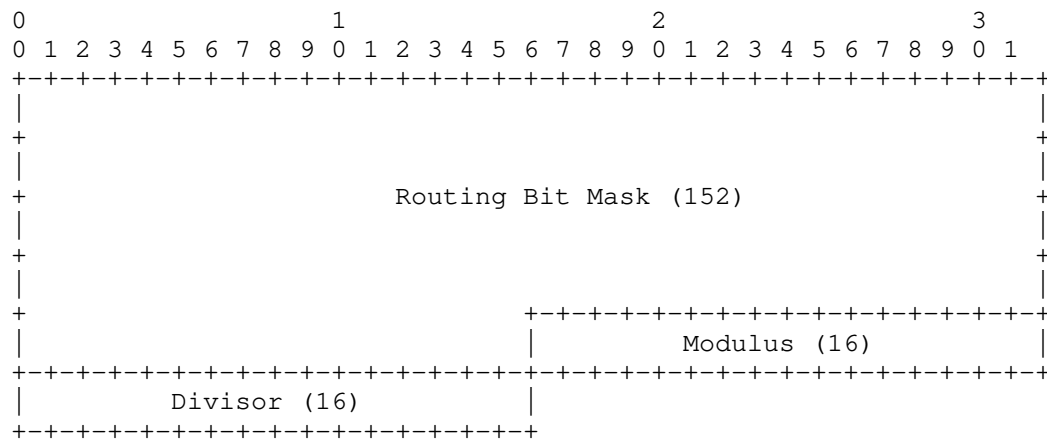 0                   1                   2                   3
0 1 2 3 4 5 6 7 8 9 0 1 2 3 4 5 6 7 8 9 0 1 2 3 4 5 6 7 8 9 0 1
Routing Bit Mask (152)
Modulus (16)
Divisor (16)